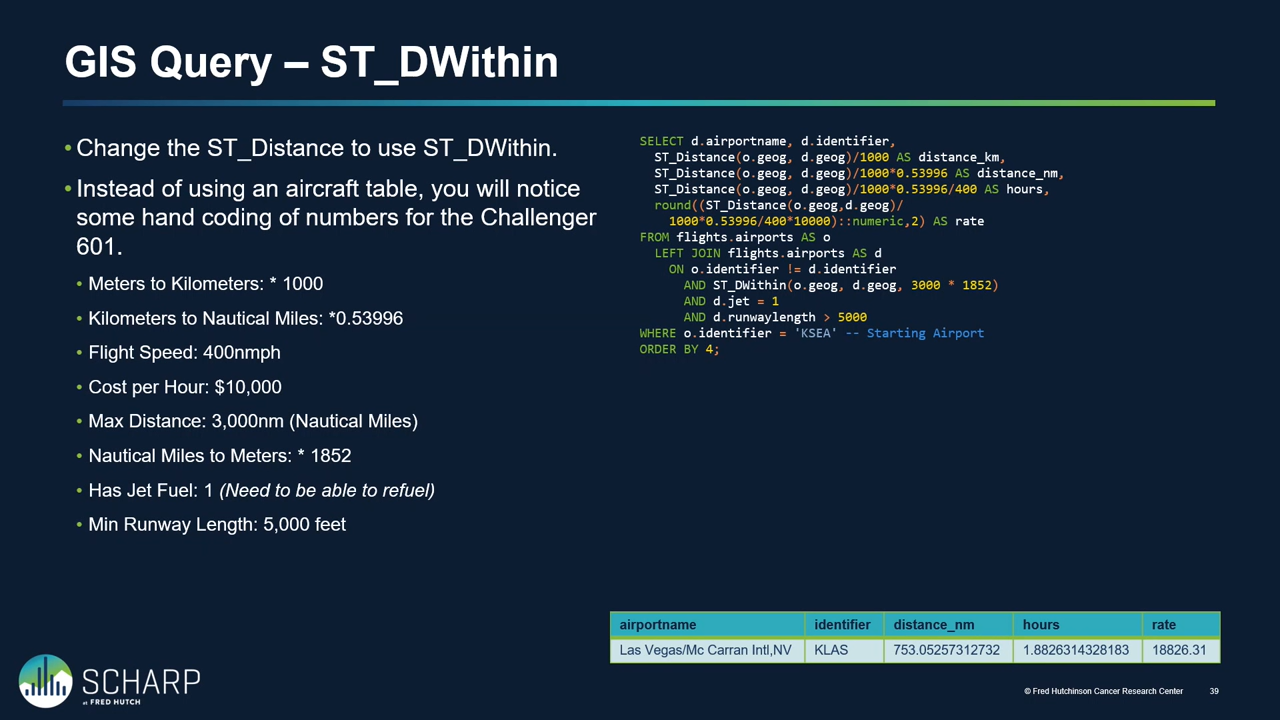 GIS Query – ST_DWithin
• Change the ST_Distance to use ST_DWithin.
• Instead of using an aircraft table, you will notice
some hand coding of numbers for the Challenger
601.
• Meters to Kilometers: * 1000
• Kilometers to Nautical Miles: *0.53996
• Flight Speed: 400nmph
• Cost per Hour: $10,000
• Max Distance: 3,000nm (Nautical Miles)
• Nautical Miles to Meters: * 1852
• Has Jet Fuel: 1 (Need to be able to refuel)
• Min Runway Length: 5,000 feet
SELECT d.airportname, d.identifier,
ST_Distance(o.geog, d.geog)/1000 AS distance_km,
ST_Distance(o.geog, d.geog)/1000*0.53996 AS distance_nm,
ST_Distance(o.geog, d.geog)/1000*0.53996/400 AS hours,
round((ST_Distance(o.geog,d.geog)/
1000*0.53996/400*10000)::numeric,2) AS rate
FROM flights.airports AS o
LEFT JOIN flights.airports AS d
ON o.identifier != d.identifier
AND ST_DWithin(o.geog, d.geog, 3000 * 1852)
AND d.jet = 1
AND d.runwaylength > 5000
WHERE o.identifier = 'KSEA' -- Starting Airport
ORDER BY 4;
airportname identifier distance_nm hours rate
Las Vegas/Mc Carran Intl,NV KLAS 753.05257312732 1.8826314328183 18826.31
SCHARP
at FRED HUTCH
© Fred Hutchinson Cancer Research Center 39